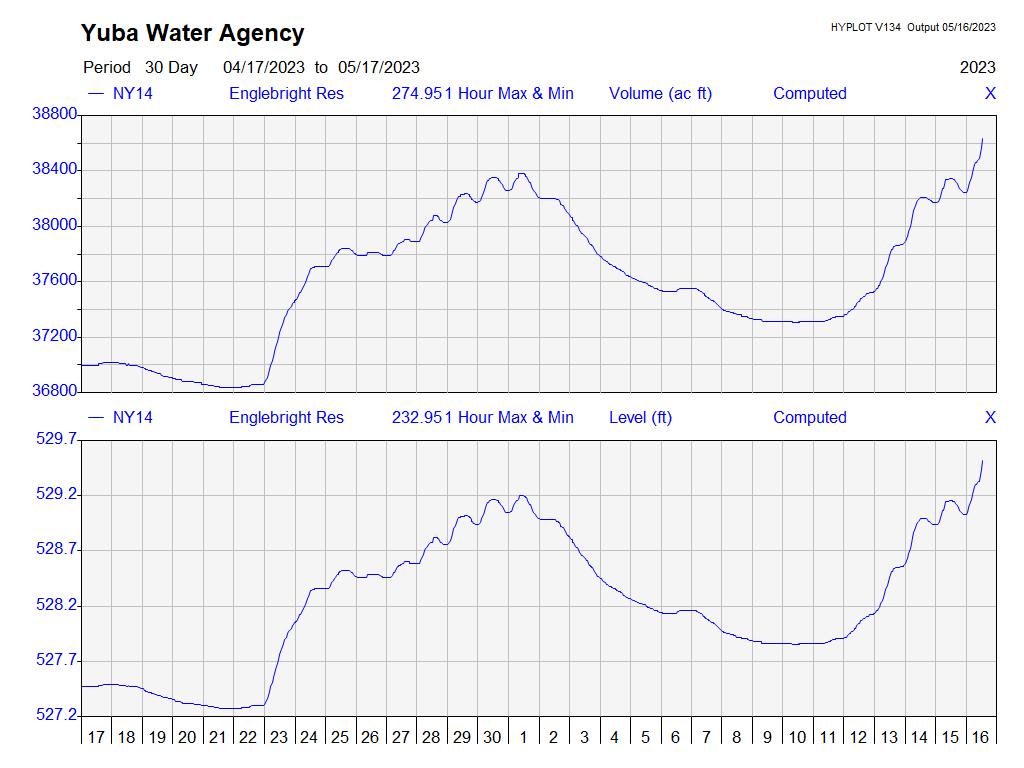 Yuba Water Agency
HYPLOT V134 Output 05/16/2023
Period 30 Day 04/17/2023 to 05/17/2023
2023
NY14 Englebright Res 274.951 Hour Max & Min Volume (ac ft) Computed X
38800
38400
38000
37600
37200
36800
NY14 Englebright Res 232.951 Hour Max & Min Level (ft) Computed X
529.7
529.2
528.7
528.2
527.7
527.2
17 18 19 20 21 22 23 24 25 26 27 28 29 30 1 2 3 4 5 6 7 8 9 10 11 12 13 14 15 16